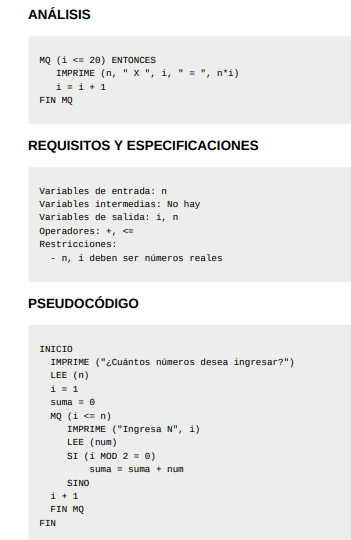 ANÁLISIS
MQ (i <= 20) ENTONCES
IMPRIME (n, " X ", i, " = ", n*i)
i = i + 1
FIN MQ
REQUISITOS Y ESPECIFICACIONES
Variables de entrada: n
Variables intermedias: No hay
Variables de salida: i, n
Operadores: +, <=
Restricciones:
- n, i deben ser números reales
PSEUDOCÓDIGO
INICIO
IMPRIME ("¿Cuántos números desea ingresar?")
LEE (n)
i = 1
suma = 0
MQ (i <= n)
IMPRIME ("Ingresa N", i)
LEE (num)
SI (i MOD 2 = 0)
suma = suma + num
SINO
i + 1
FIN MQ
FIN